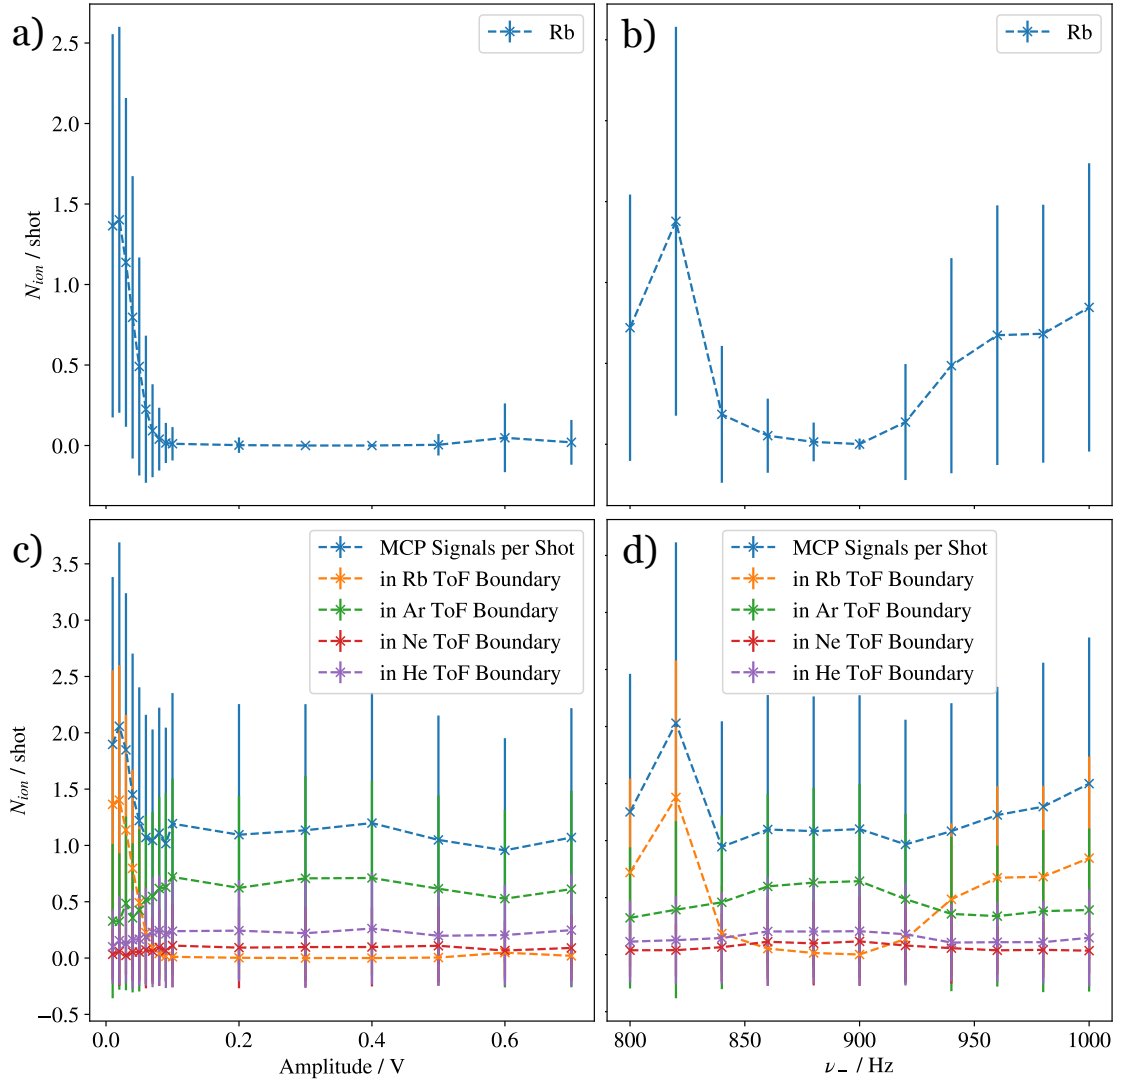 a)
Rb
2.5
2.0
1.5
1.0
0.5
0.0
N_ion / shot
b)
Rb
c)
MCP Signals per Shot
in Rb ToF Boundary
in Ar ToF Boundary
in Ne ToF Boundary
in He ToF Boundary
3.5
3.0
2.5
2.0
1.5
1.0
0.5
0.0
−0.5
N_ion / shot
0.0 0.2 0.4 0.6
Amplitude / V
d)
MCP Signals per Shot
in Rb ToF Boundary
in Ar ToF Boundary
in Ne ToF Boundary
in He ToF Boundary
800 850 900 950 1000
ν₋ / Hz